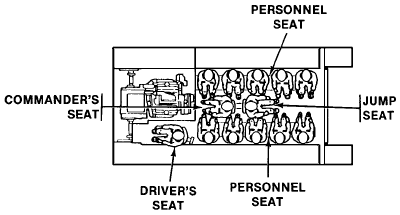 PERSONNEL
SEAT
COMMANDER'S
SEAT
JUMP
SEAT
DRIVER'S
SEAT
PERSONNEL
SEAT